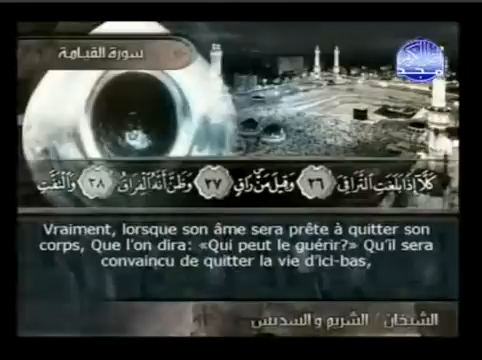 سورة القيامة
المجد
كَلَّا إِذَا بَلَغَتِ التَّرَاقِيَ ٢٦ وَقِيلَ مَنْ رَاقٍ ٢٧ وَظَنَّ أَنَّهُ الْفِرَاقُ ٢٨ وَالْتَفَّتِ
Vraiment, lorsque son âme sera prête à quitter son
corps, Que l'on dira: «Qui peut le guérir?» Qu'il sera
convaincu de quitter la vie d'ici-bas,
الشيخان / الشريم والسديس